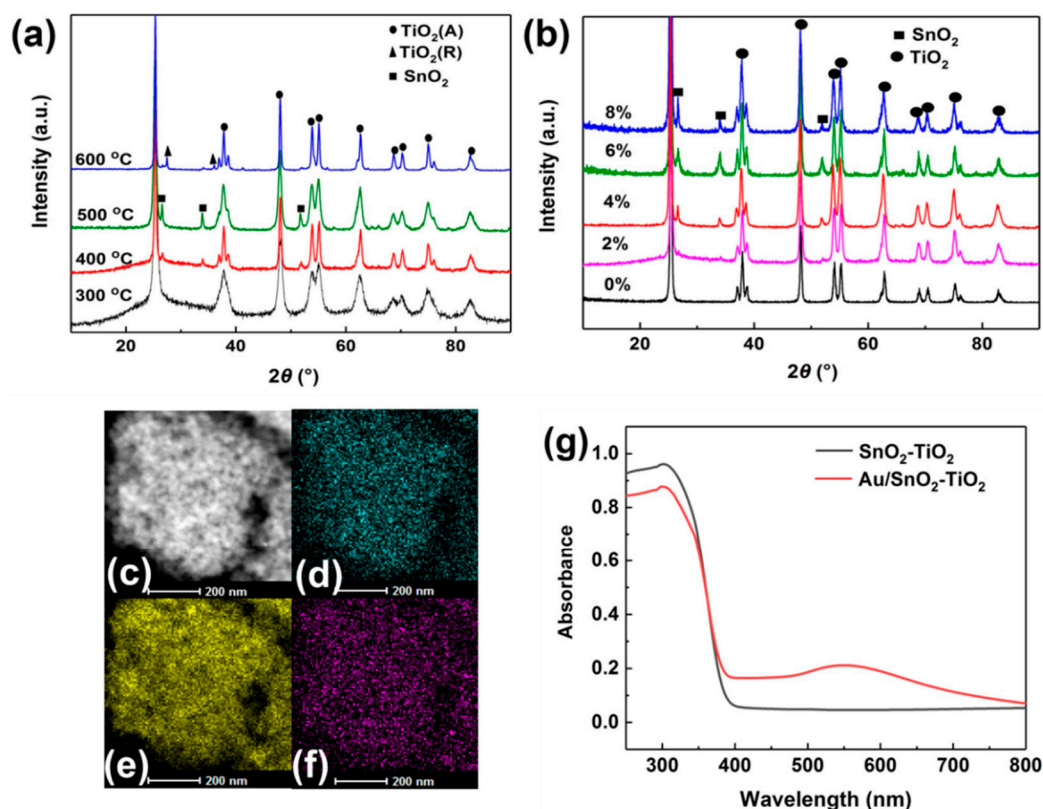 (a)
TiO2(A)
TiO2(R)
SnO2
600 °C
500 °C
400 °C
300 °C
Intensity (a.u.)
20 40 60 80
2θ (°)
(b)
SnO2
TiO2
8%
6%
4%
2%
0%
Intensity (a.u.)
20 40 60 80
2θ (°)
(c)
200 nm
(d)
200 nm
(e)
200 nm
(f)
200 nm
(g)
SnO2-TiO2
Au/SnO2-TiO2
1.0
0.8
0.6
0.4
0.2
0.0
Absorbance
300 400 500 600 700 800
Wavelength (nm)